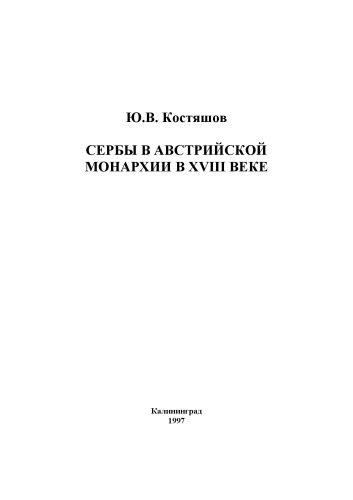 Ю.В. Костяшов
СЕРБЫ В АВСТРИЙСКОЙ
МОНАРХИИ В XVIII ВЕКЕ
Калининград
1997